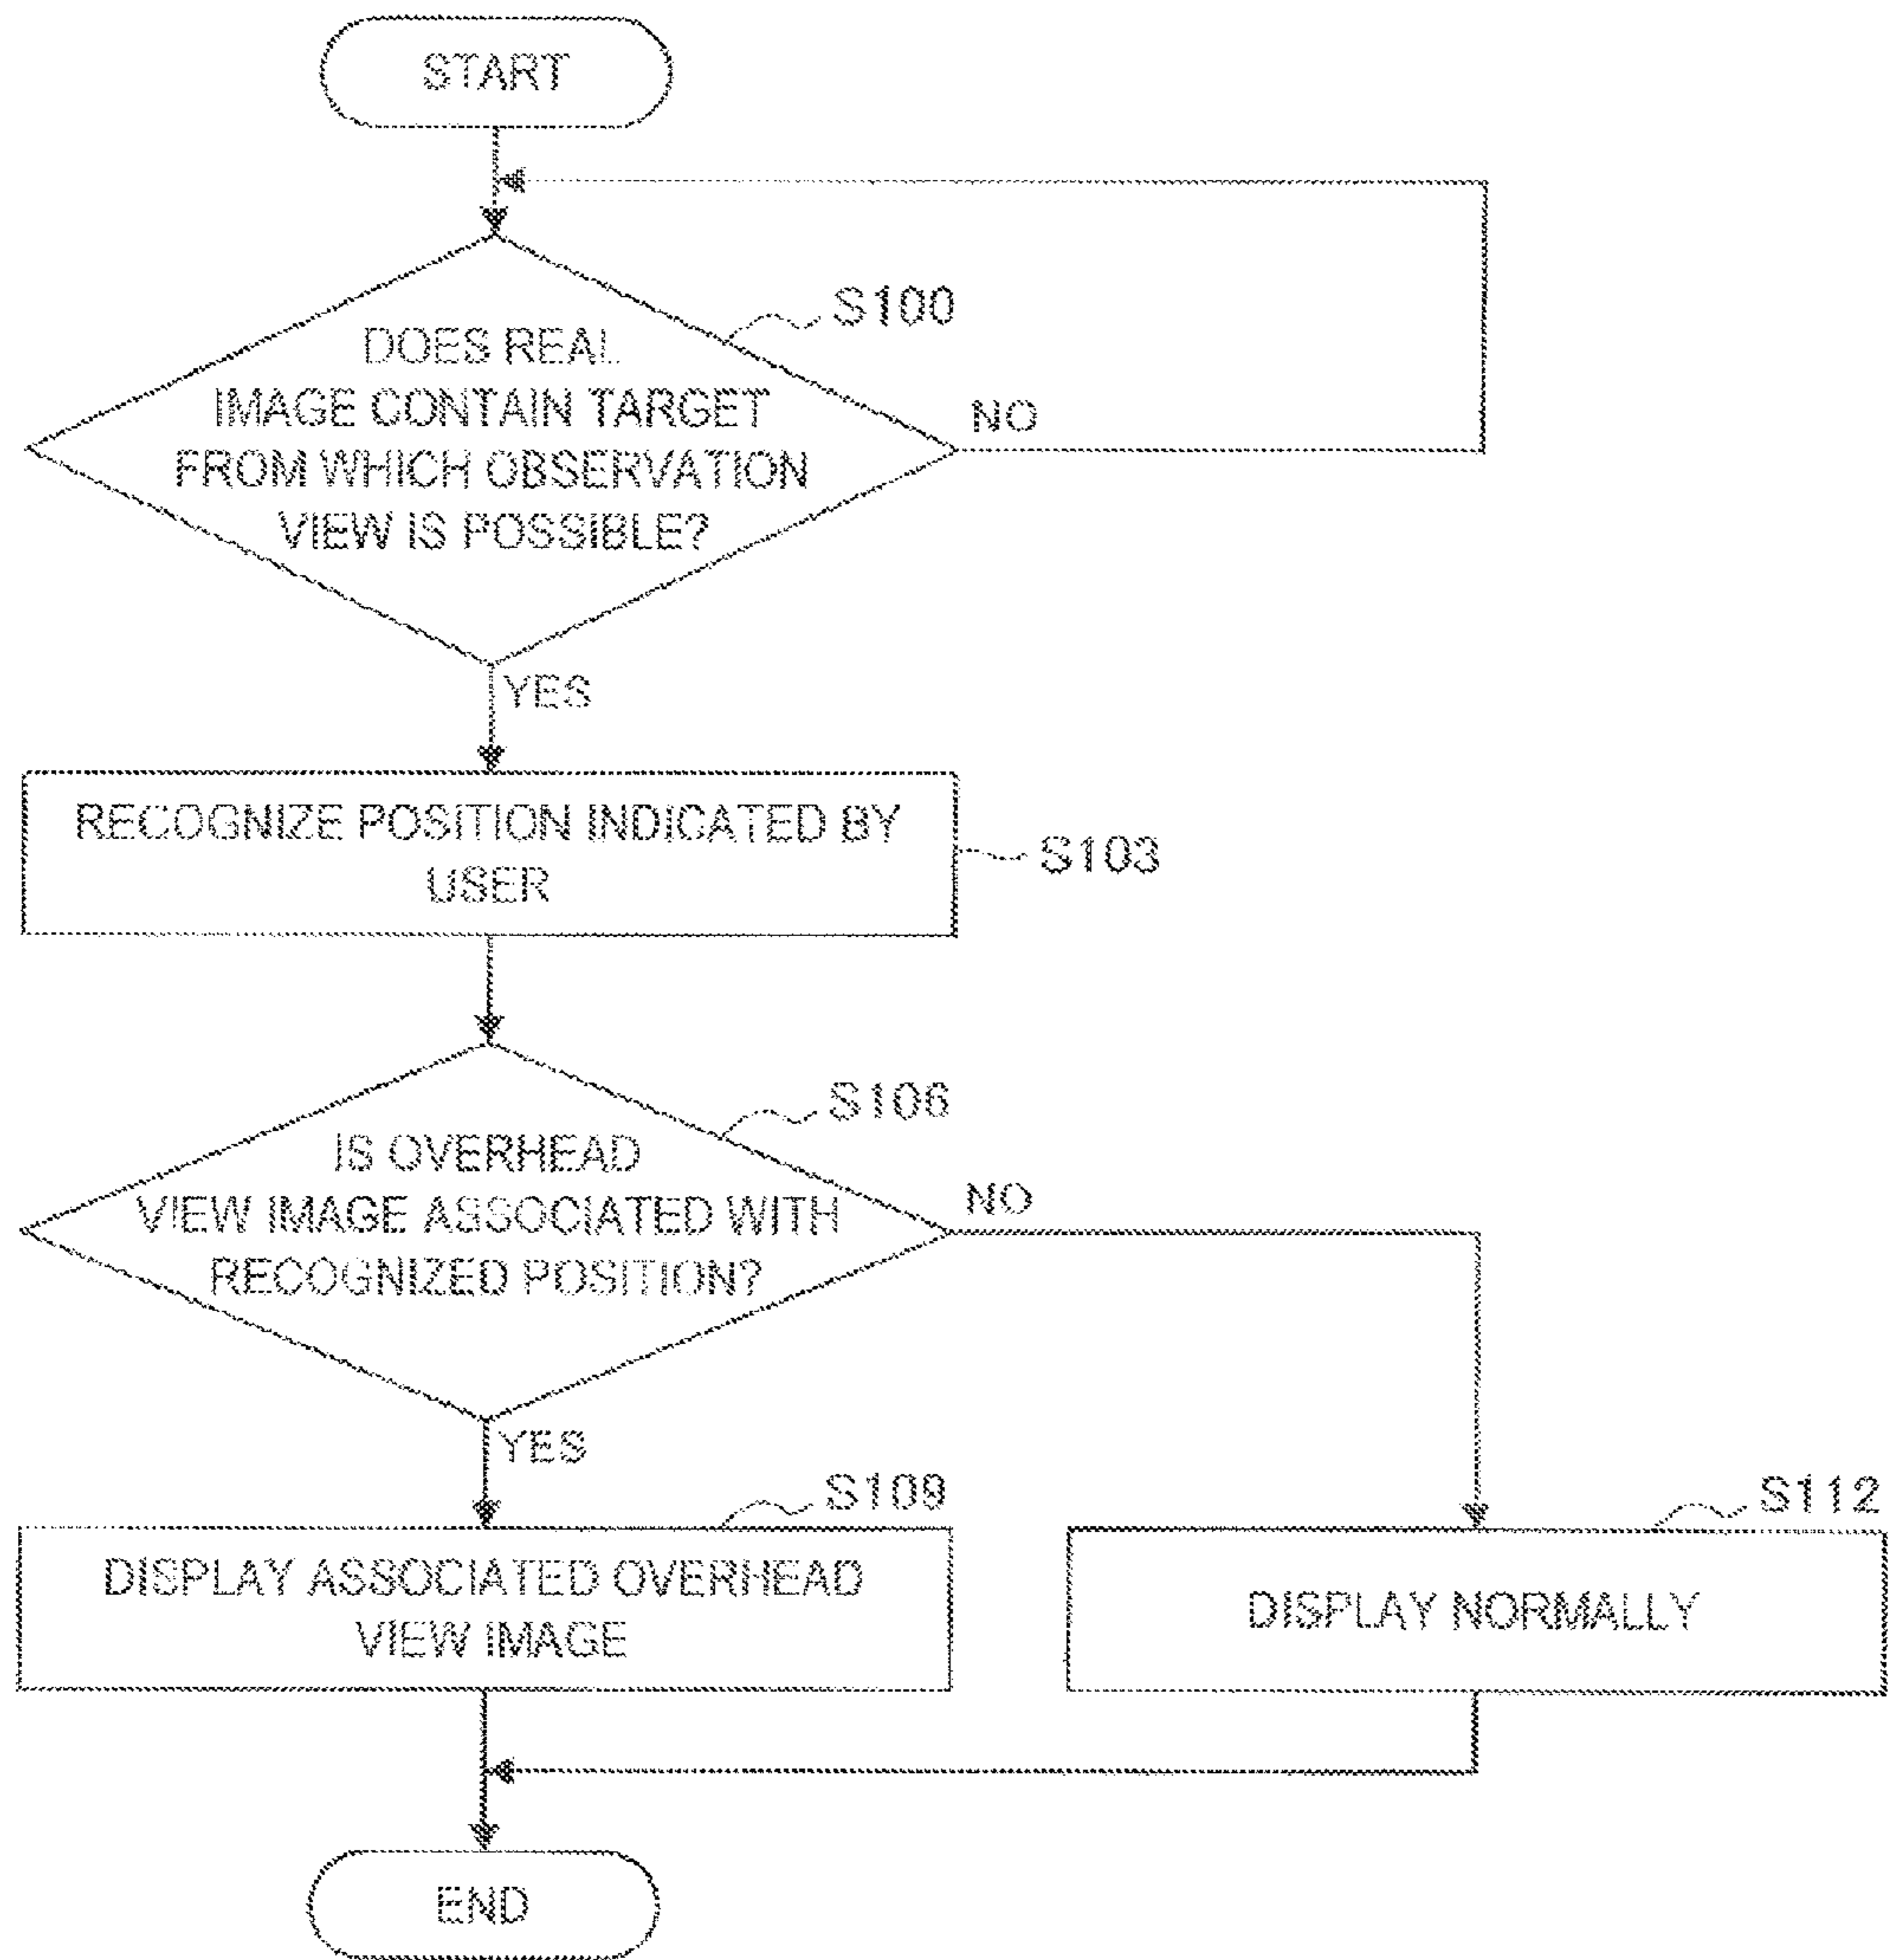 START
S100
DOES REAL
IMAGE CONTAIN TARGET
FROM WHICH OBSERVATION
VIEW IS POSSIBLE?
NO
YES
RECOGNIZE POSITION INDICATED BY
USER
S103
S106
IS OVERHEAD
VIEW IMAGE ASSOCIATED WITH
RECOGNIZED POSITION?
NO
YES
S109
DISPLAY ASSOCIATED OVERHEAD
VIEW IMAGE
S112
DISPLAY NORMALLY
END